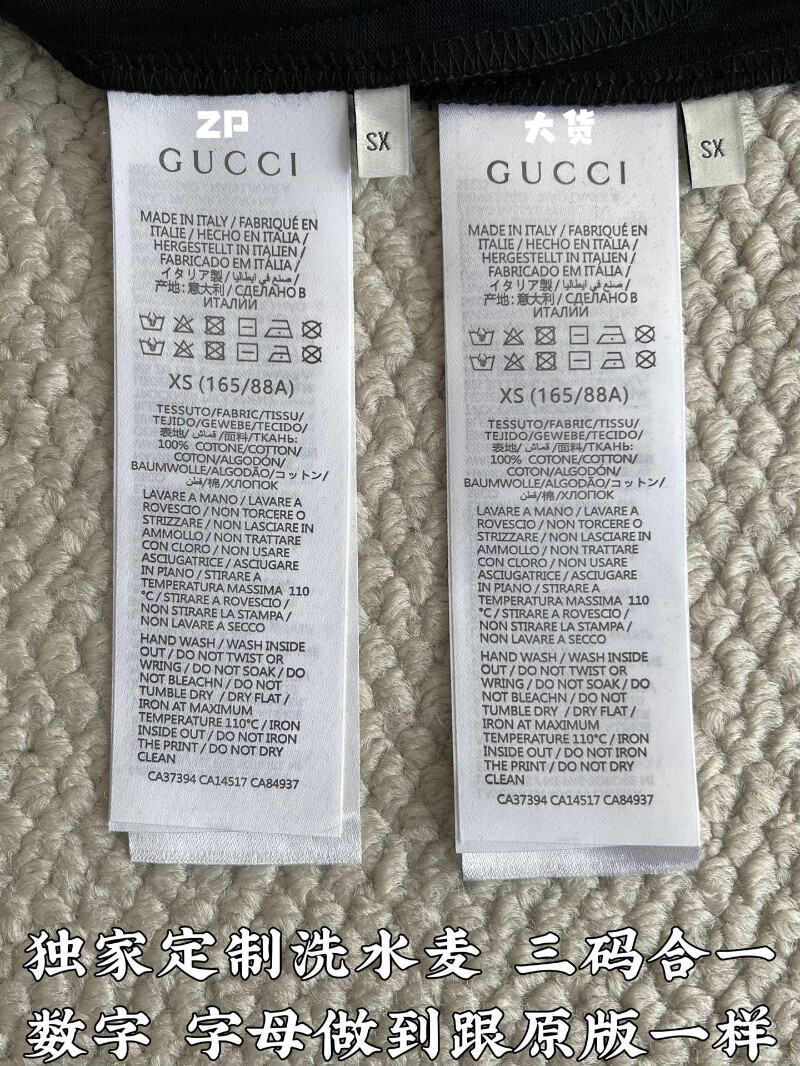 ZP
GUCCI
MADE IN ITALY / FABRIQUÉ EN
ITALIE / HECHO EN ITALIA /
HERGESTELLT IN ITALIEN /
FABRICADO EM ITÁLIA /
イタリア製 / صنع في ايطاليا /
产地: 意大利 / СДЕЛАНО В
ИТАЛИИ
XS (165/88A)
TESSUTO/FABRIC/TISSU/
TEJIDO/GEWEBE/TECIDO/
表地/ قماش /面料/ТКАНЬ:
100% COTONE/COTTON/
COTON/ALGODÓN/
BAUMWOLLE/ALGODÃO/コットン/
قطن/棉/ХЛОПОК
LAVARE A MANO / LAVARE A
ROVESCIO / NON TORCERE O
STRIZZARE / NON LASCIARE IN
AMMOLLO / NON TRATTARE
CON CLORO / NON USARE
ASCIUGATRICE / ASCIUGARE
IN PIANO / STIRARE A
TEMPERATURA MASSIMA 110
°C / STIRARE A ROVESCIO /
NON STIRARE LA STAMPA /
NON LAVARE A SECCO
HAND WASH / WASH INSIDE
OUT / DO NOT TWIST OR
WRING / DO NOT SOAK / DO
NOT BLEACHN / DO NOT
TUMBLE DRY / DRY FLAT /
IRON AT MAXIMUM
TEMPERATURE 110°C / IRON
INSIDE OUT / DO NOT IRON
THE PRINT / DO NOT DRY
CLEAN
CA37394 CA14517 CA84937
XS
大货
GUCCI
MADE IN ITALY / FABRIQUÉ EN
ITALIE / HECHO EN ITALIA /
HERGESTELLT IN ITALIEN /
FABRICADO EM ITÁLIA /
イタリア製 / صنع في ايطاليا /
产地: 意大利 / СДЕЛАНО В
ИТАЛИИ
XS (165/88A)
TESSUTO/FABRIC/TISSU/
TEJIDO/GEWEBE/TECIDO/
表地/ قماش /面料/ТКАНЬ:
100% COTONE/COTTON/
COTON/ALGODÓN/
BAUMWOLLE/ALGODÃO/コットン/
قطن/棉/ХЛОПОК
LAVARE A MANO / LAVARE A
ROVESCIO / NON TORCERE O
STRIZZARE / NON LASCIARE IN
AMMOLLO / NON TRATTARE
CON CLORO / NON USARE
ASCIUGATRICE / ASCIUGARE
IN PIANO / STIRARE A
TEMPERATURA MASSIMA 110
°C / STIRARE A ROVESCIO /
NON STIRARE LA STAMPA /
NON LAVARE A SECCO
HAND WASH / WASH INSIDE
OUT / DO NOT TWIST OR
WRING / DO NOT SOAK / DO
NOT BLEACHN / DO NOT
TUMBLE DRY / DRY FLAT /
IRON AT MAXIMUM
TEMPERATURE 110°C / IRON
INSIDE OUT / DO NOT IRON
THE PRINT / DO NOT DRY
CLEAN
CA37394 CA14517 CA84937
XS
独家定制洗水麦 三码合一
数字 字母做到跟原版一样